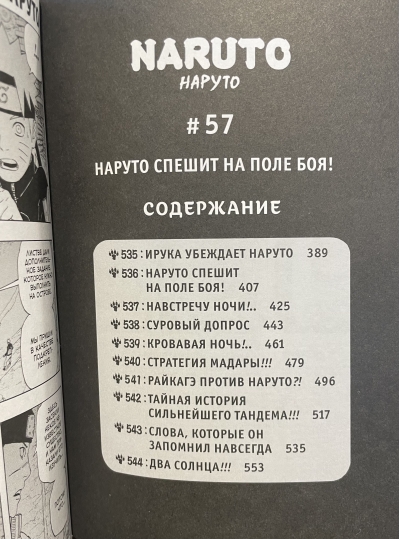 NARUTO
НАРУТО
#57
НАРУТО СПЕШИТ НА ПОЛЕ БОЯ!
СОДЕРЖАНИЕ
535: ИРУКА УБЕЖДАЕТ НАРУТО 389
536: НАРУТО СПЕШИТ
НА ПОЛЕ БОЯ! 407
537: НАВСТРЕЧУ НОЧИ!.. 425
538: СУРОВЫЙ ДОПРОС 443
539: КРОВАВАЯ НОЧЬ!.. 461
540: СТРАТЕГИЯ МАДАРЫ!!! 479
541: РАЙКАГЭ ПРОТИВ НАРУТО?! 496
542: ТАЙНАЯ ИСТОРИЯ
СИЛЬНЕЙШЕГО ТАНДЕМА!!! 517
543: СЛОВА, КОТОРЫЕ ОН
ЗАПОМНИЛ НАВСЕГДА 535
544: ДВА СОЛНЦА!!! 553
МЫ ПРИШЛИ
В КАЧЕСТВЕ